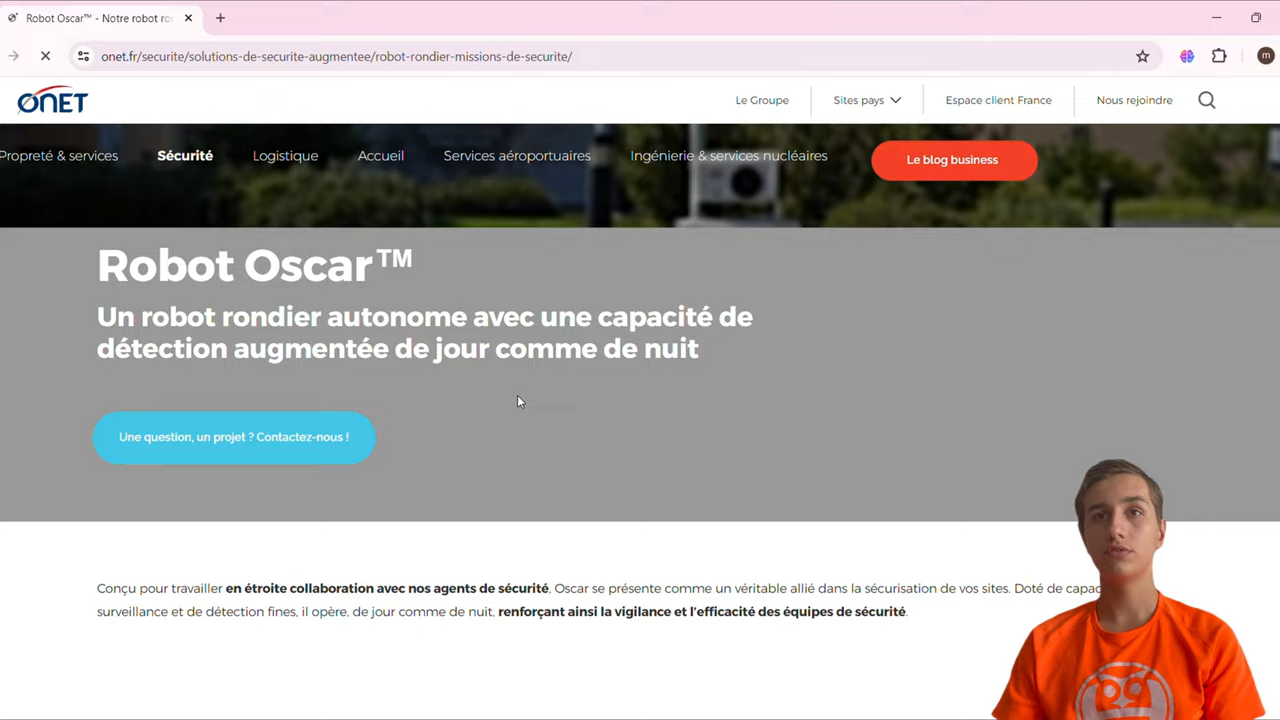 Robot Oscar™ - Notre robot ro
onet.fr/securite/solutions-de-securite-augmentee/robot-rondier-missions-de-securite/
m
ONET
Le Groupe
Sites pays
Espace client France
Nous rejoindre
Propreté & services
Sécurité
Logistique
Accueil
Services aéroportuaires
Ingénierie & services nucléaires
Le blog business
Robot Oscar™
Un robot rondier autonome avec une capacité de
détection augmentée de jour comme de nuit
Une question, un projet ? Contactez-nous !
Conçu pour travailler en étroite collaboration avec nos agents de sécurité, Oscar se présente comme un véritable allié dans la sécurisation de vos sites. Doté de capac
surveillance et de détection fines, il opère, de jour comme de nuit, renforçant ainsi la vigilance et l'efficacité des équipes de sécurité.